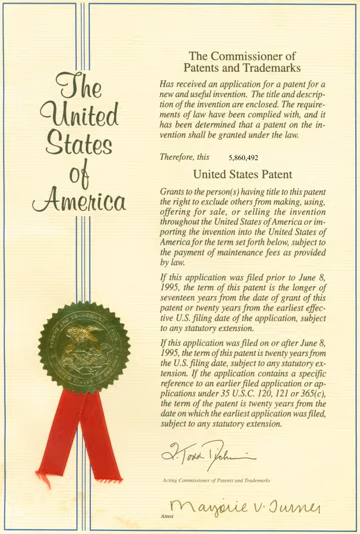 The
United
States
of
America
The Commissioner of
Patents and Trademarks
Has received an application for a patent for a
new and useful invention. The title and descrip-
tion of the invention are enclosed. The require-
ments of law have been complied with, and it
has been determined that a patent on the in-
vention shall be granted under the law.
Therefore, this 5,860,492
United States Patent
Grants to the person(s) having title to this patent
the right to exclude others from making, using,
offering for sale, or selling the invention
throughout the United States of America or im-
porting the invention into the United States of
America for the term set forth below, subject to
the payment of maintenance fees as provided
by law.
If this application was filed prior to June 8,
1995, the term of this patent is the longer of
seventeen years from the date of grant of this
patent or twenty years from the earliest effec-
tive U.S. filing date of the application, subject
to any statutory extension.
If this application was filed on or after June 8,
1995, the term of this patent is twenty years from
the U.S. filing date, subject to any statutory ex-
tension. If the application contains a specific
reference to an earlier filed application or ap-
plications under 35 U.S.C. 120, 121 or 365(c),
the term of the patent is twenty years from the
date on which the earliest application was filed,
subject to any statutory extension.
Acting Commissioner of Patents and Trademarks
Marjorie V. Turner
Attest